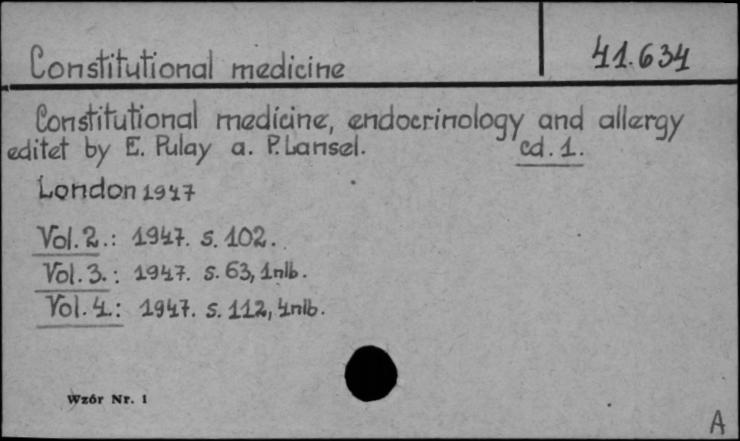 Constitutional medicine
41.634
Constitutional medicine, endocrinology and allergy
editet by E. Pulay a. P. Lansel. cd. 1.
London 1947
Vol. 2.: 1947. s. 102.
Vol. 3.: 1947. s. 63, 1nlb.
Vol. 4.: 1947. s. 112, 4nlb.
Wzór Nr. 1
A